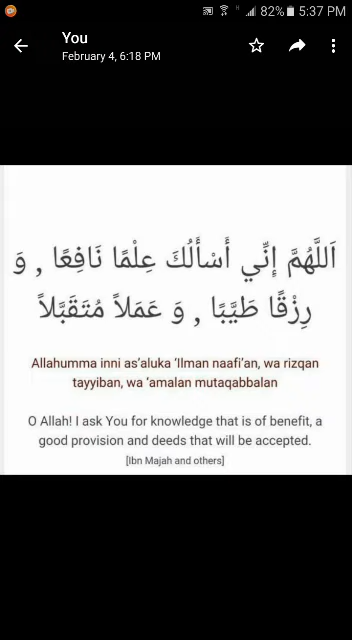 82% 5:37 PM
You
February 4, 6:18 PM
اَللَّهُمَّ إِنِّي أَسْأَلُكَ عِلْمًا نَافِعًا , وَ
رِزْقًا طَيِّبًا , وَ عَمَلاً مُتَقَبَّلاً
Allahumma inni as’aluka ‘Ilman naafi’an, wa rizqan
tayyiban, wa ‘amalan mutaqabbalan
O Allah! I ask You for knowledge that is of benefit, a
good provision and deeds that will be accepted.
[Ibn Majah and others]